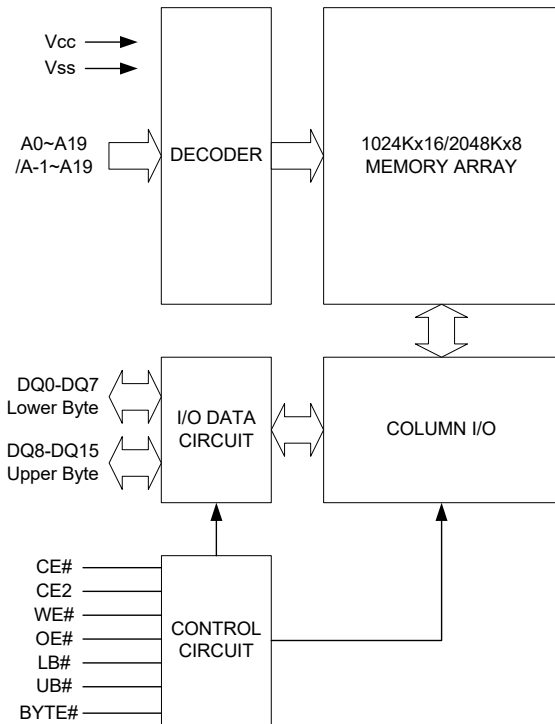 Vcc
Vss
A0~A19
/A-1~A19
DECODER
1024Kx16/2048Kx8
MEMORY ARRAY
DQ0-DQ7
Lower Byte
DQ8-DQ15
Upper Byte
I/O DATA
CIRCUIT
COLUMN I/O
CE#
CE2
WE#
OE#
LB#
UB#
BYTE#
CONTROL
CIRCUIT